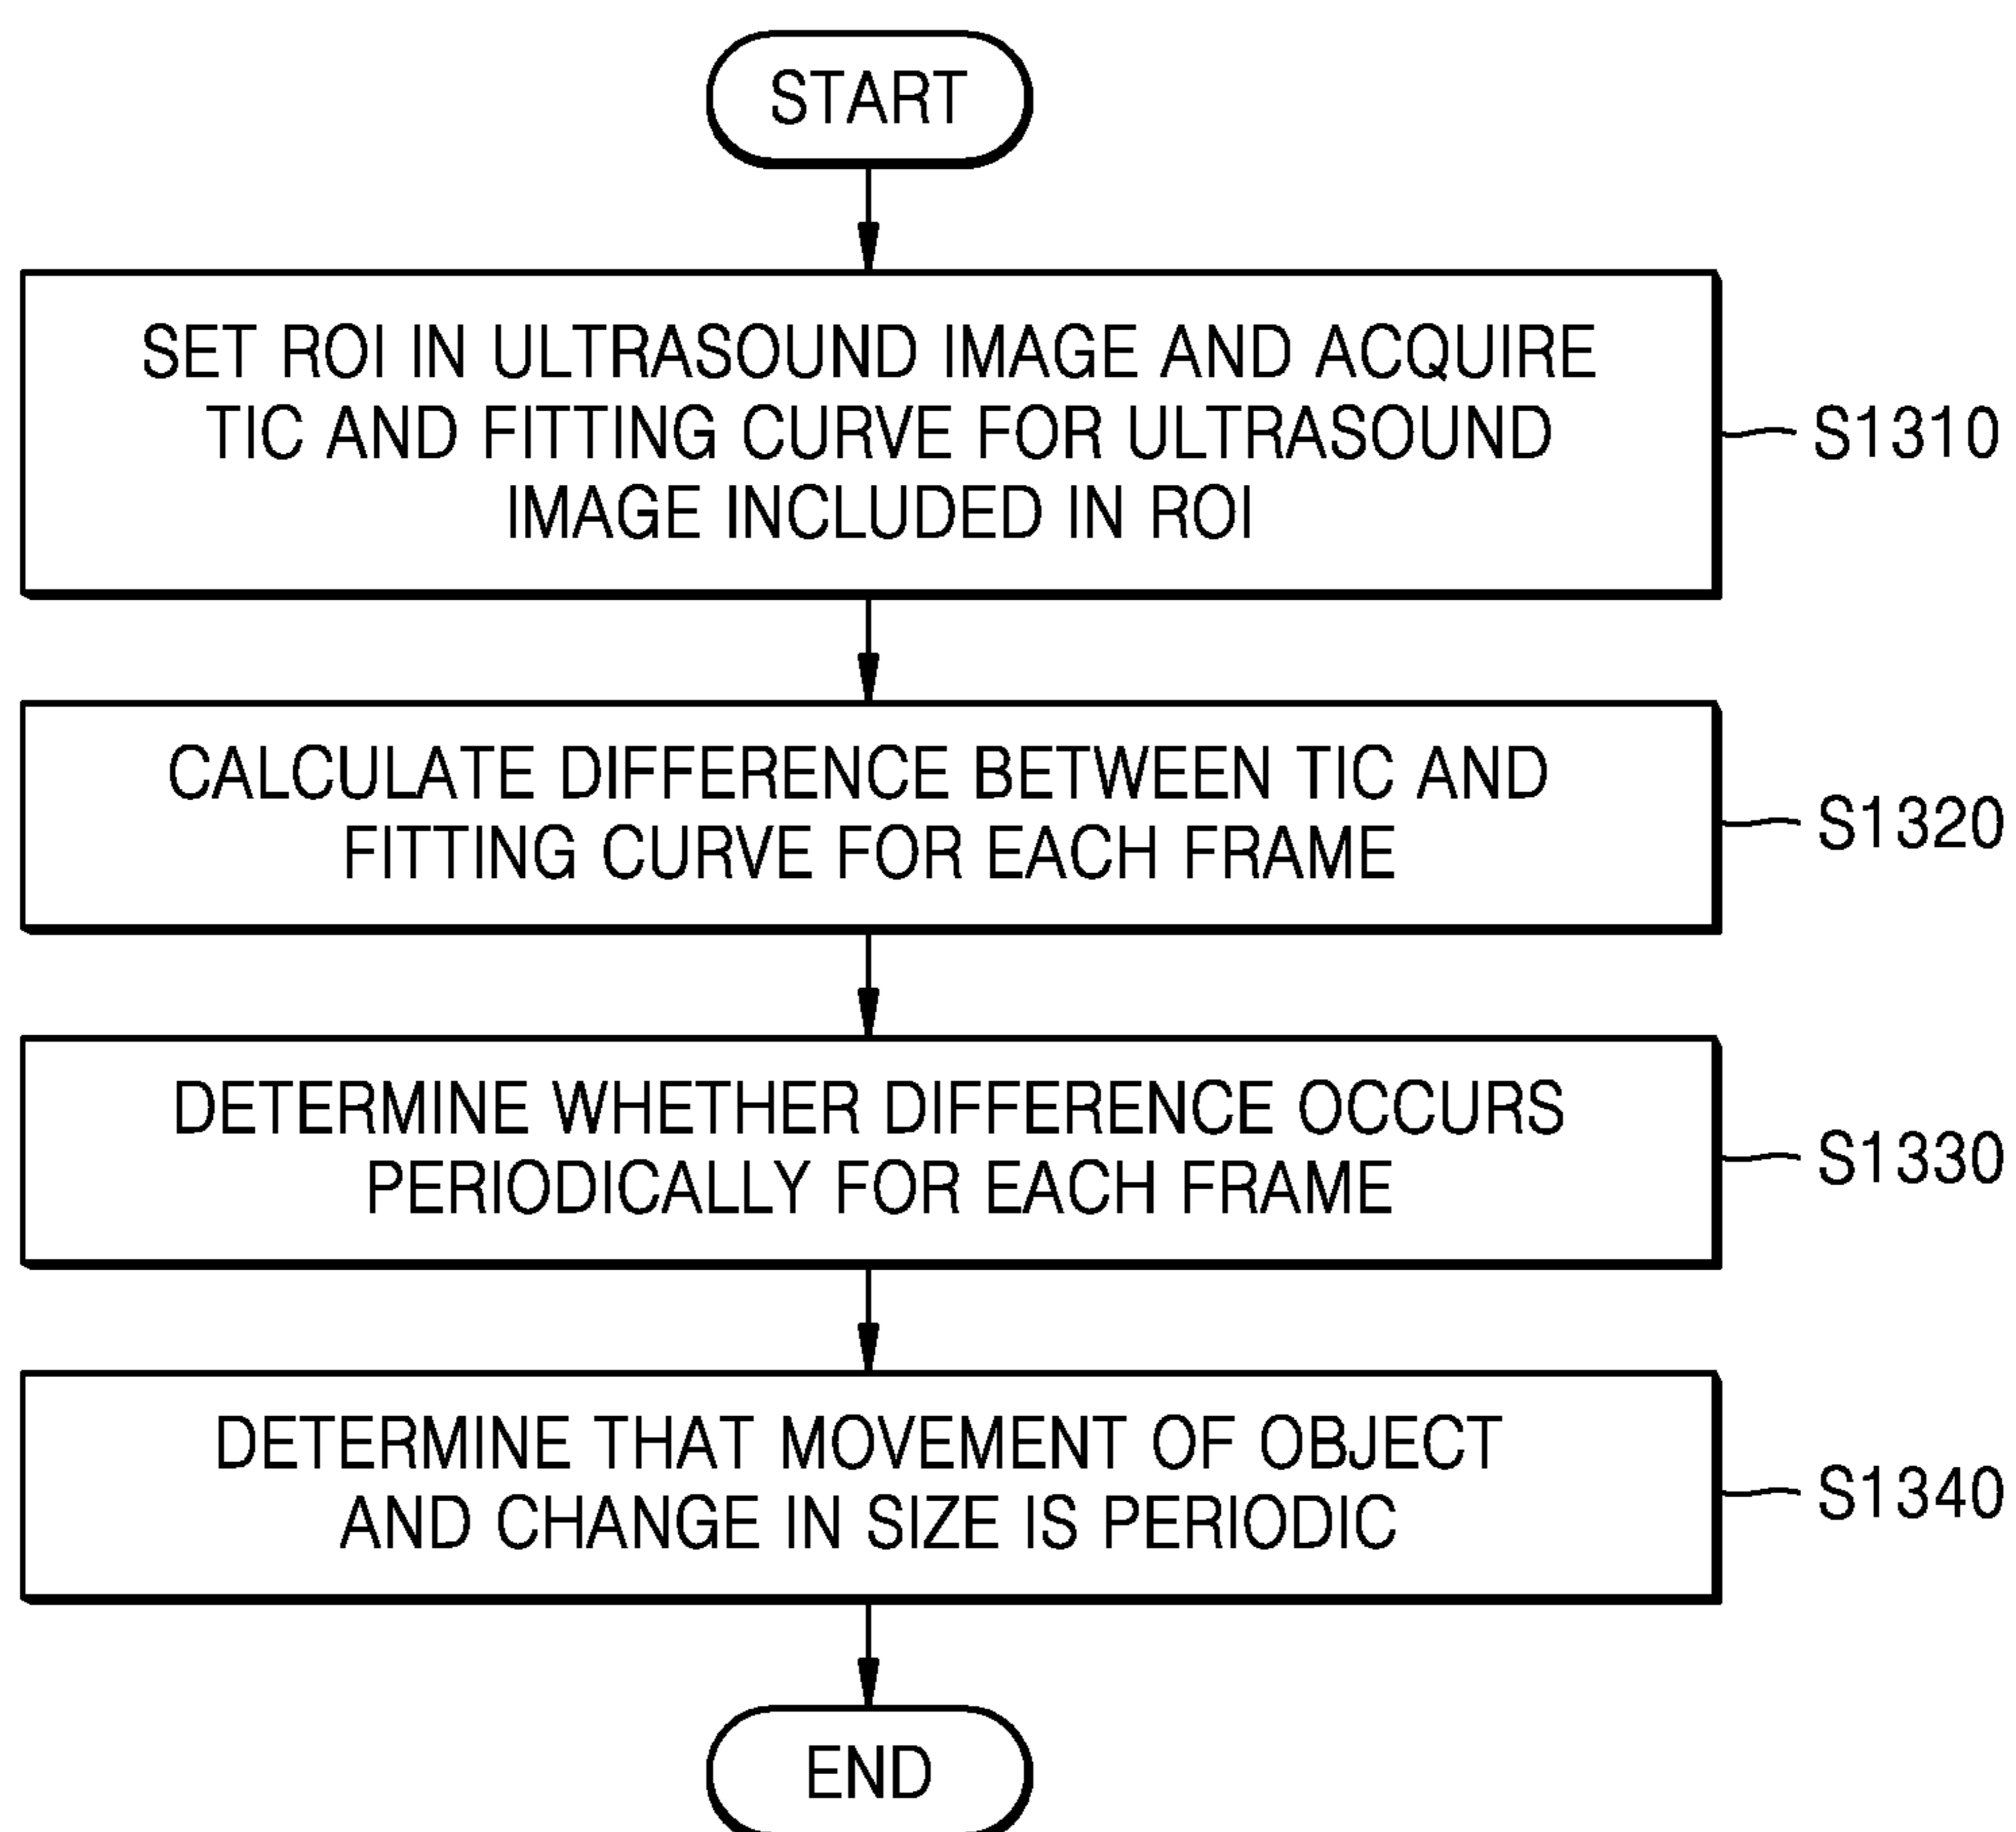 START
SET ROI IN ULTRASOUND IMAGE AND ACQUIRE
TIC AND FITTING CURVE FOR ULTRASOUND
IMAGE INCLUDED IN ROI
S1310
CALCULATE DIFFERENCE BETWEEN TIC AND
FITTING CURVE FOR EACH FRAME
S1320
DETERMINE WHETHER DIFFERENCE OCCURS
PERIODICALLY FOR EACH FRAME
S1330
DETERMINE THAT MOVEMENT OF OBJECT
AND CHANGE IN SIZE IS PERIODIC
S1340
END